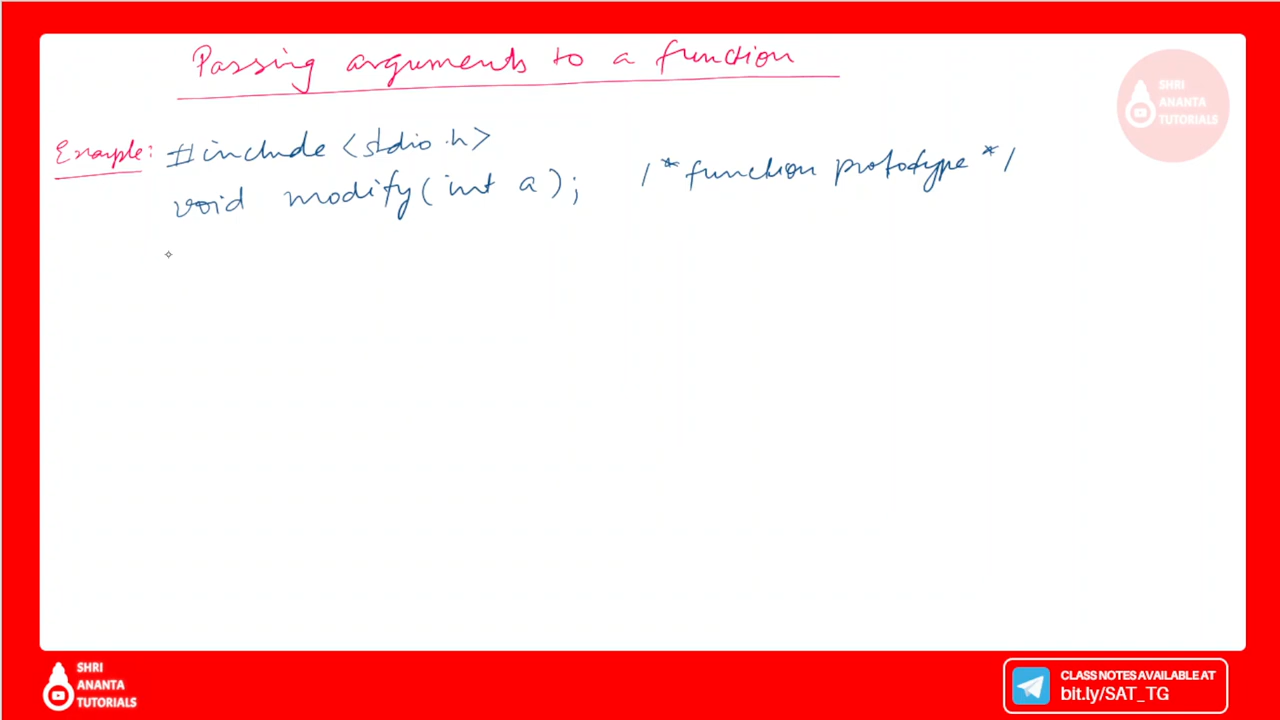 Passing arguments to a function
SHRI
ANANTA
TUTORIALS
Example: #include <stdio.h>
void modify(int a); /*function prototype*/
SHRI
ANANTA
TUTORIALS
CLASS NOTES AVAILABLE AT
bit.ly/SAT_TG